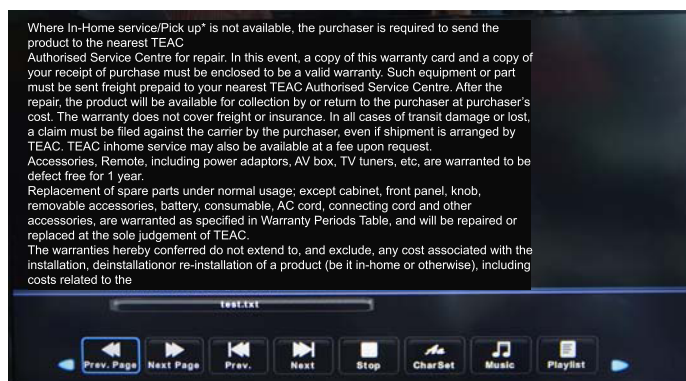 Where In-Home service/Pick up* is not available, the purchaser is required to send the
product to the nearest TEAC
Authorised Service Centre for repair. In this event, a copy of this warranty card and a copy of
your receipt of purchase must be enclosed to be a valid warranty. Such equipment or part
must be sent freight prepaid to your nearest TEAC Authorised Service Centre. After the
repair, the product will be available for collection by or return to the purchaser at purchaser's
cost. The warranty does not cover freight or insurance. In all cases of transit damage or lost,
a claim must be filed against the carrier by the purchaser, even if shipment is arranged by
TEAC. TEAC inhome service may also be available at a fee upon request.
Accessories, Remote, including power adaptors, AV box, TV tuners, etc, are warranted to be
defect free for 1 year.
Replacement of spare parts under normal usage; except cabinet, front panel, knob,
removable accessories, battery, consumable, AC cord, connecting cord and other
accessories, are warranted as specified in Warranty Periods Table, and will be repaired or
replaced at the sole judgement of TEAC.
The warranties hereby conferred do not extend to, and exclude, any cost associated with the
installation, deinstallationor re-installation of a product (be it in-home or otherwise), including
costs related to the
test.txt
Prev. Page Next Page Prev. Next Stop CharSet Music Playlist